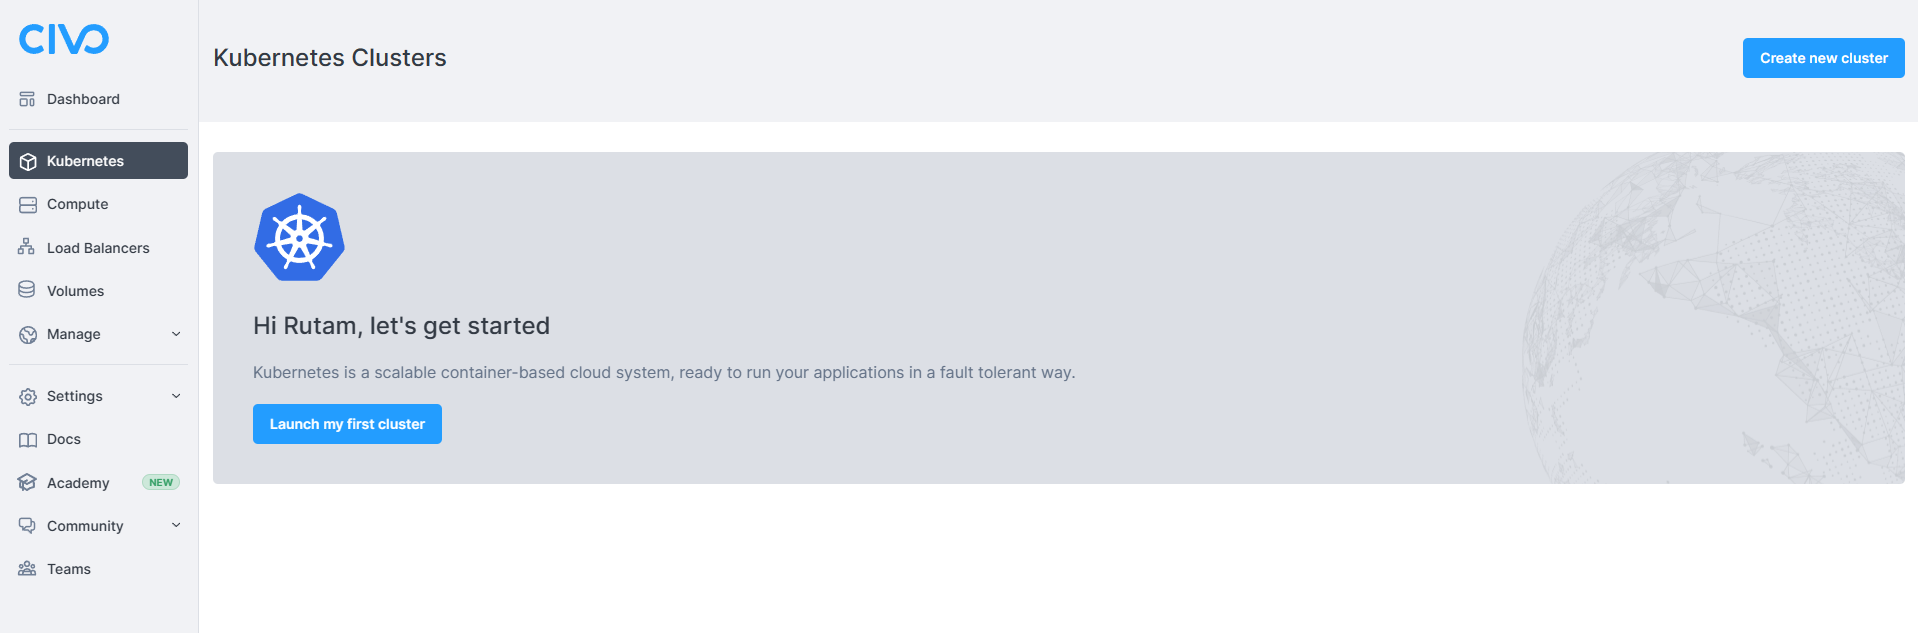 CIVO
Dashboard
Kubernetes
Compute
Load Balancers
Volumes
Manage
Settings
Docs
Academy NEW
Community
Teams
Kubernetes Clusters
Create new cluster
Hi Rutam, let's get started
Kubernetes is a scalable container-based cloud system, ready to run your applications in a fault tolerant way.
Launch my first cluster